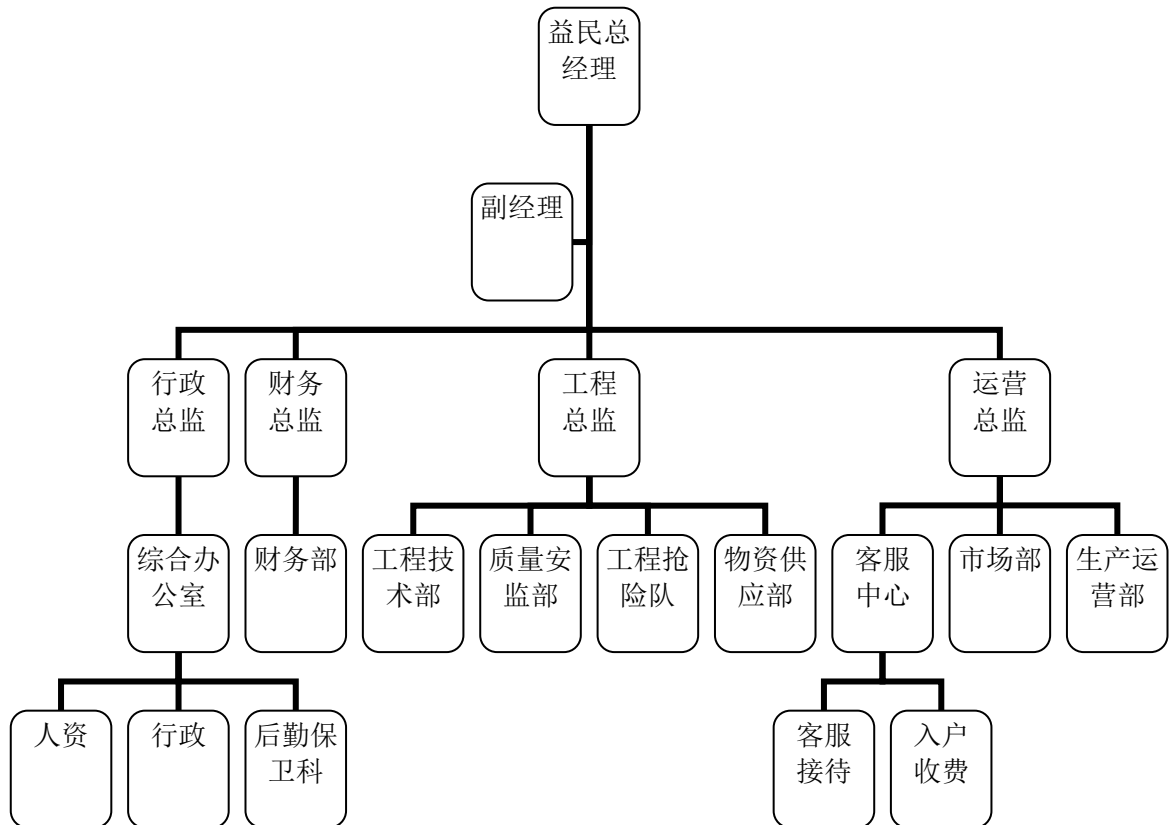 益民总
经理
副经理
行政
总监
财务
总监
工程
总监
运营
总监
综合办
公室
财务部
工程技
术部
质量安
监部
工程抢
险队
物资供
应部
客服
中心
市场部
生产运
营部
人资
行政
后勤保
卫科
客服
接待
入户
收费